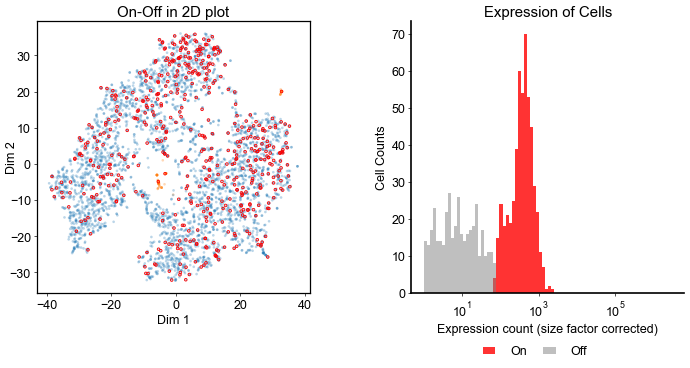 On-Off in 2D plot
Dim 2
30
20
10
0
−10
−20
−30
−40
−20
0
20
40
Dim 1
Expression of Cells
Cell Counts
70
60
50
40
30
20
10
0
10^1
10^3
10^5
Expression count (size factor corrected)
On
Off